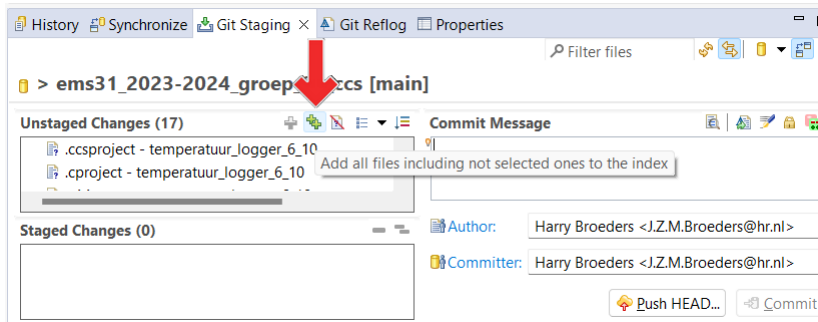 History Synchronize Git Staging Git Reflog Properties
Filter files
> ems31_2023-2024_groep ccs [main]
Unstaged Changes (17)
.ccsproject - temperatuur_logger_6_10
.cproject - temperatuur_logger_6_10
Add all files including not selected ones to the index
Staged Changes (0)
Commit Message
Author: Harry Broeders <J.Z.M.Broeders@hr.nl>
Committer: Harry Broeders <J.Z.M.Broeders@hr.nl>
Push HEAD... Commit